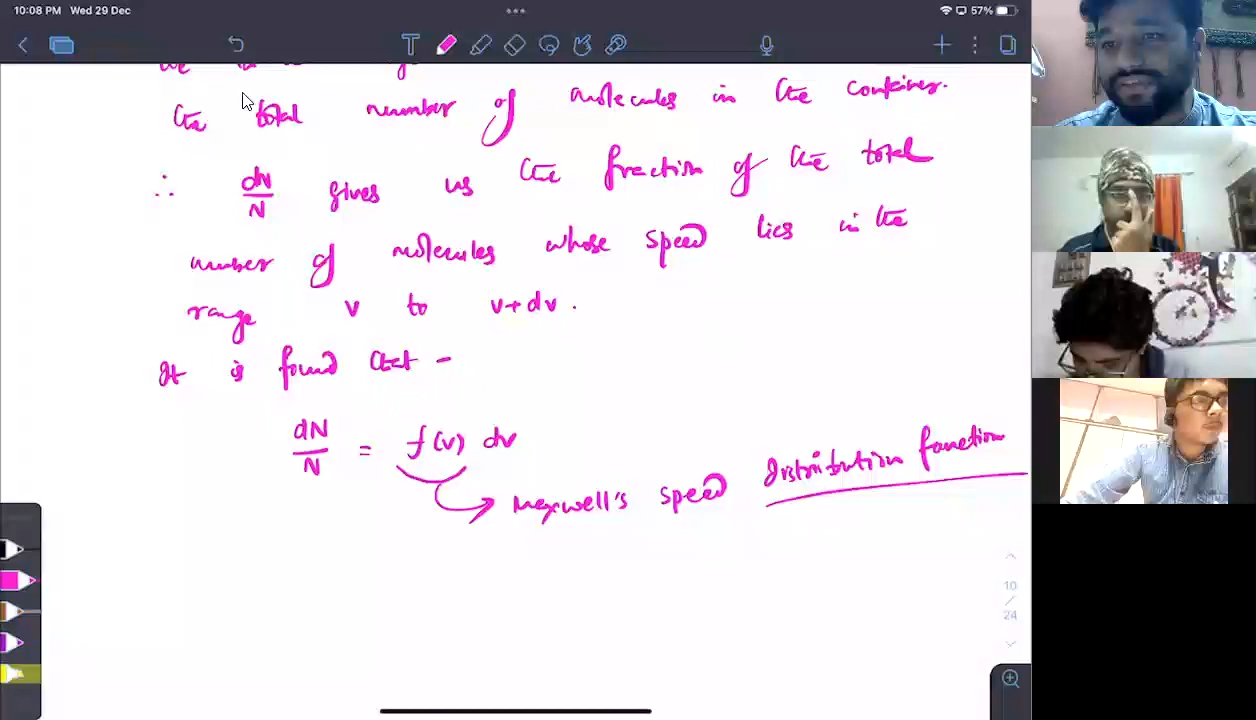 10:08 PM Wed 29 Dec
57%
we
the total number of molecules in the container.
∴ dN/N gives us the fraction of the total
number of molecules whose speed lies in the
range v to v+dv.
It is found that -
dN/N = f(v) dv
→ Maxwell's speed distribution function
10
/
24